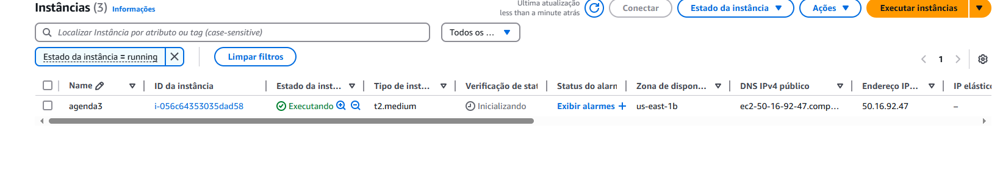 Instâncias (3) Informações
Última atualização
less than a minute atrás
Conectar
Estado da instância
Ações
Executar instâncias
Localizar Instância por atributo ou tag (case-sensitive)
Todos os ...
Estado da instância = running
Limpar filtros
1
Name ID da instância Estado da inst... Tipo de inst... Verificação de stat Status do alarm Zona de dispon... DNS IPv4 público Endereço IP... IP elástico
agenda3 i-056c64353035dad58 Executando t2.medium Inicializando Exibir alarmes + us-east-1b ec2-50-16-92-47.comp... 50.16.92.47 –